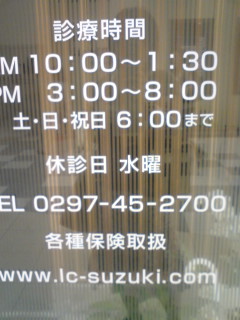 診療時間
M 10:00〜1:30
PM 3:00〜8:00
土・日・祝日 6:00まで
休診日 水曜
EL 0297-45-2700
各種保険取扱
www.lc-suzuki.com